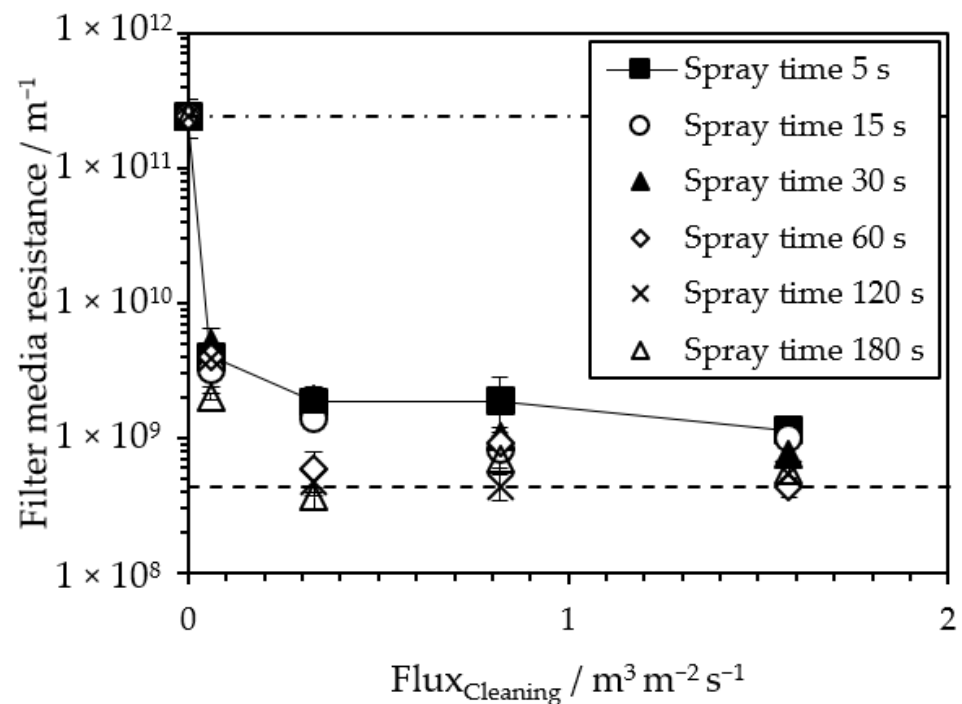 Filter media resistance / m⁻¹
1 × 10¹²
1 × 10¹¹
1 × 10¹⁰
1 × 10⁹
1 × 10⁸
Spray time 5 s
Spray time 15 s
Spray time 30 s
Spray time 60 s
Spray time 120 s
Spray time 180 s
0 1 2
Flux_Cleaning / m³ m⁻² s⁻¹